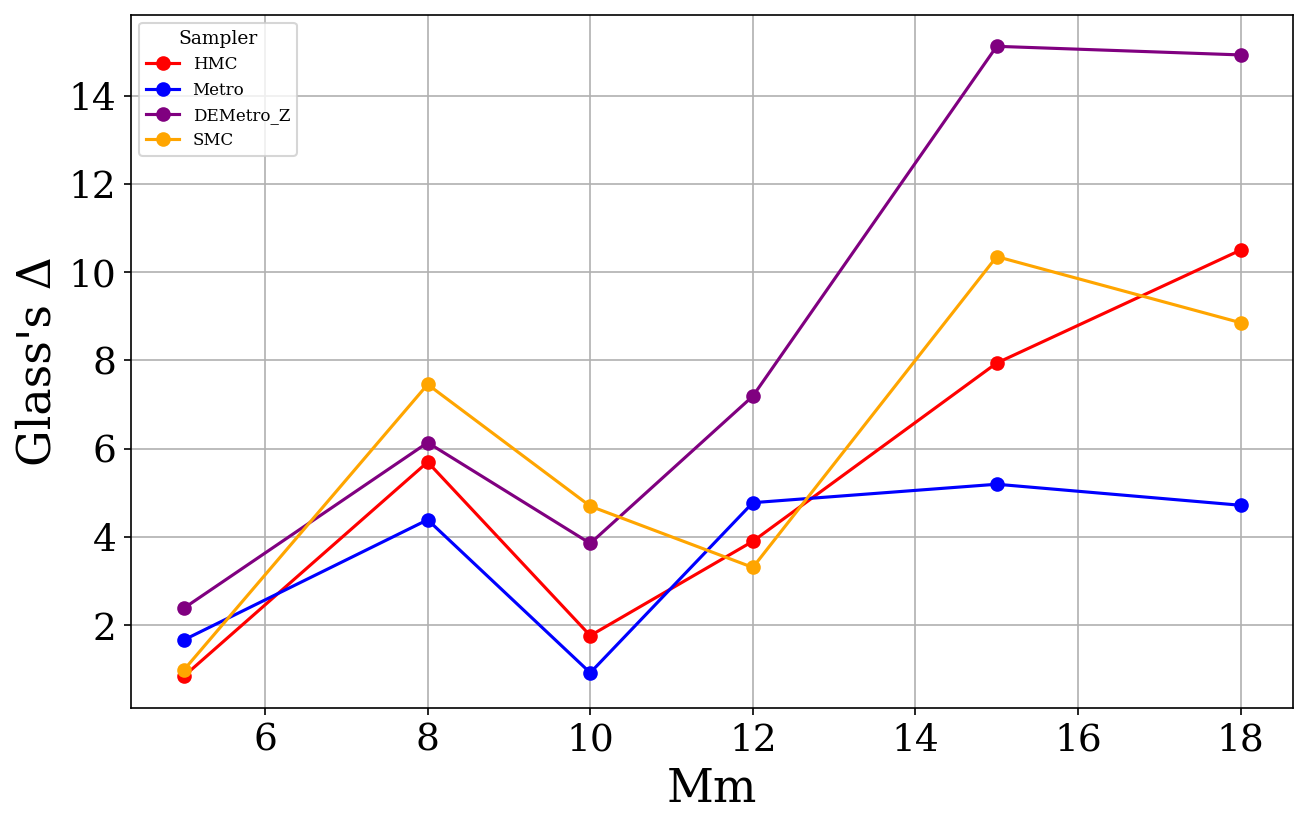 Sampler
HMC
Metro
DEMetro_Z
SMC
Glass's Δ
14
12
10
8
6
4
2
6 8 10 12 14 16 18
Mm